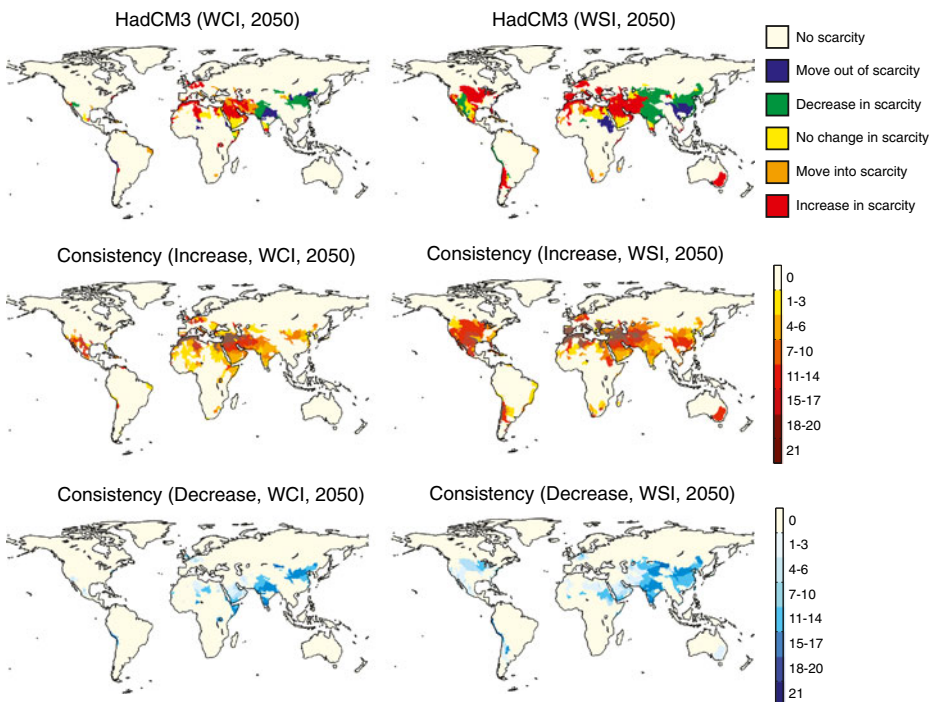 HadCM3 (WCI, 2050)
HadCM3 (WSI, 2050)
No scarcity
Move out of scarcity
Decrease in scarcity
No change in scarcity
Move into scarcity
Increase in scarcity
Consistency (Increase, WCI, 2050)
Consistency (Increase, WSI, 2050)
0
1-3
4-6
7-10
11-14
15-17
18-20
21
Consistency (Decrease, WCI, 2050)
Consistency (Decrease, WSI, 2050)
0
1-3
4-6
7-10
11-14
15-17
18-20
21